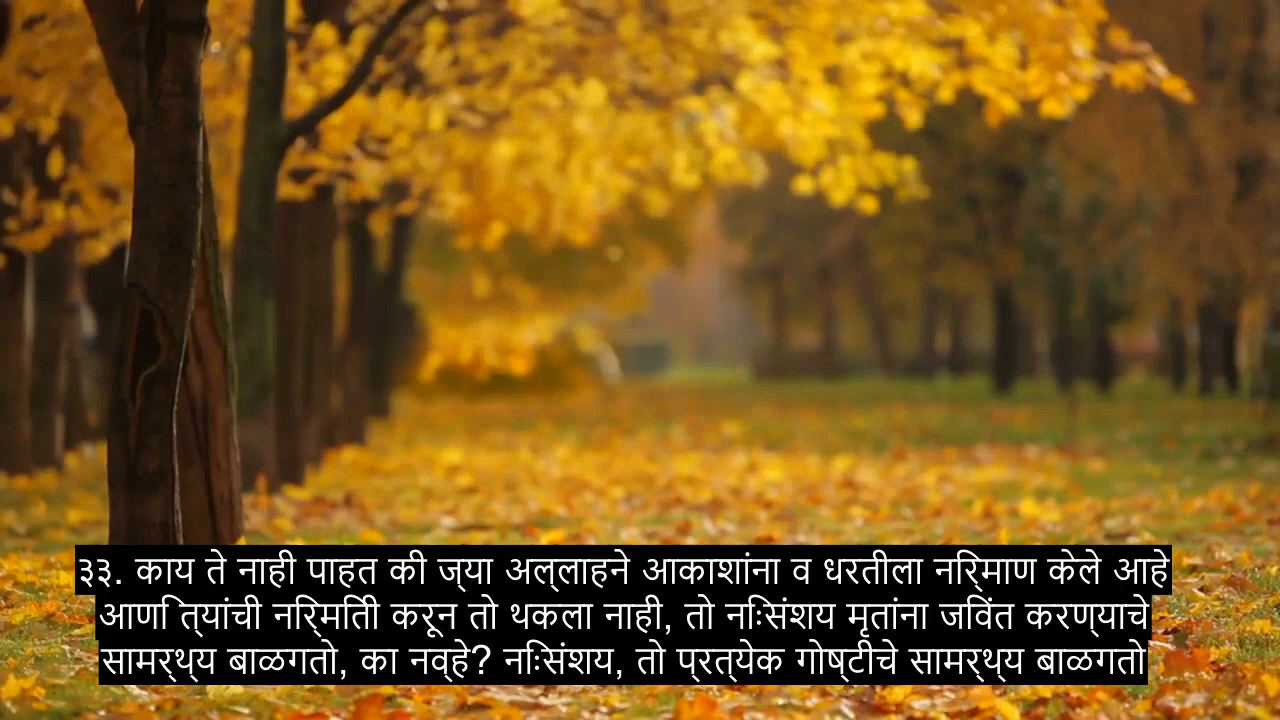 ३३. काय ते नाही पाहत की ज्या अल्लाहने आकाशांना व धरतीला निर्माण केले आहे
आणि त्यांची निर्मिती करून तो थकला नाही, तो निःसंशय मृतांना जिवंत करण्याचे
सामर्थ्य बाळगतो, का नव्हे? निःसंशय, तो प्रत्येक गोष्टीचे सामर्थ्य बाळगतो